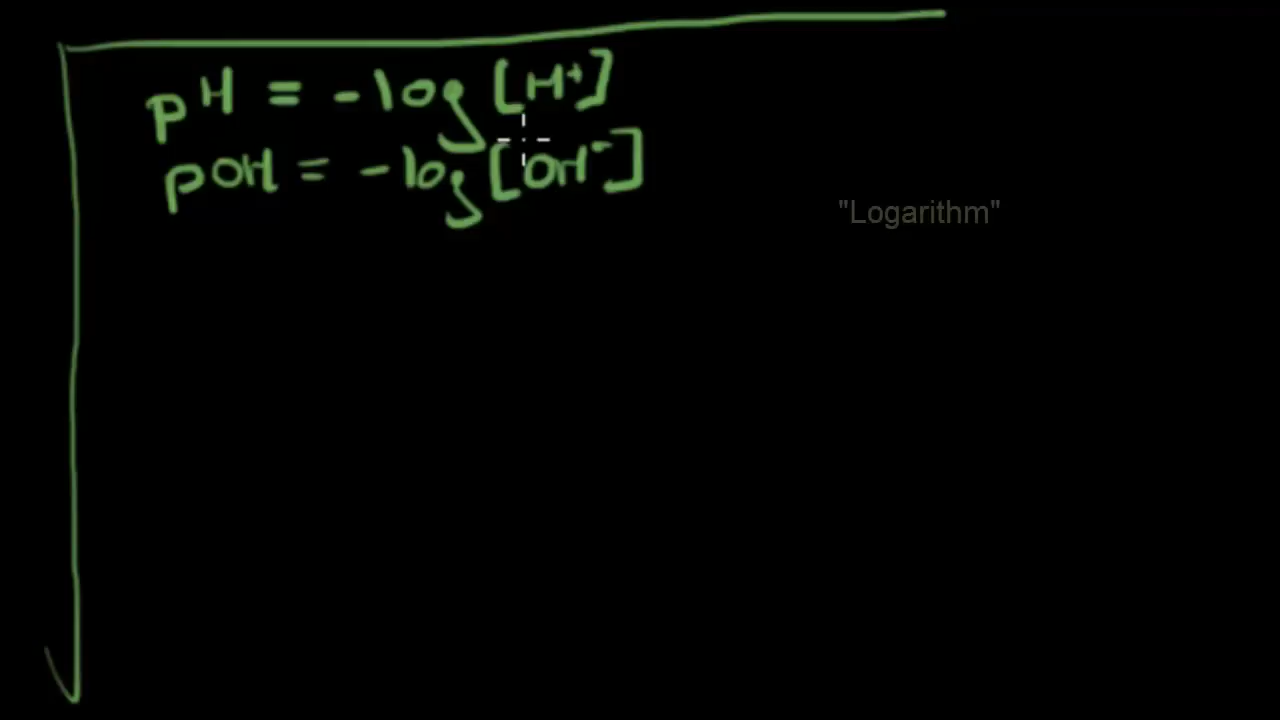 pH = -log [H+]
pOH = -log [OH-]
"Logarithm"